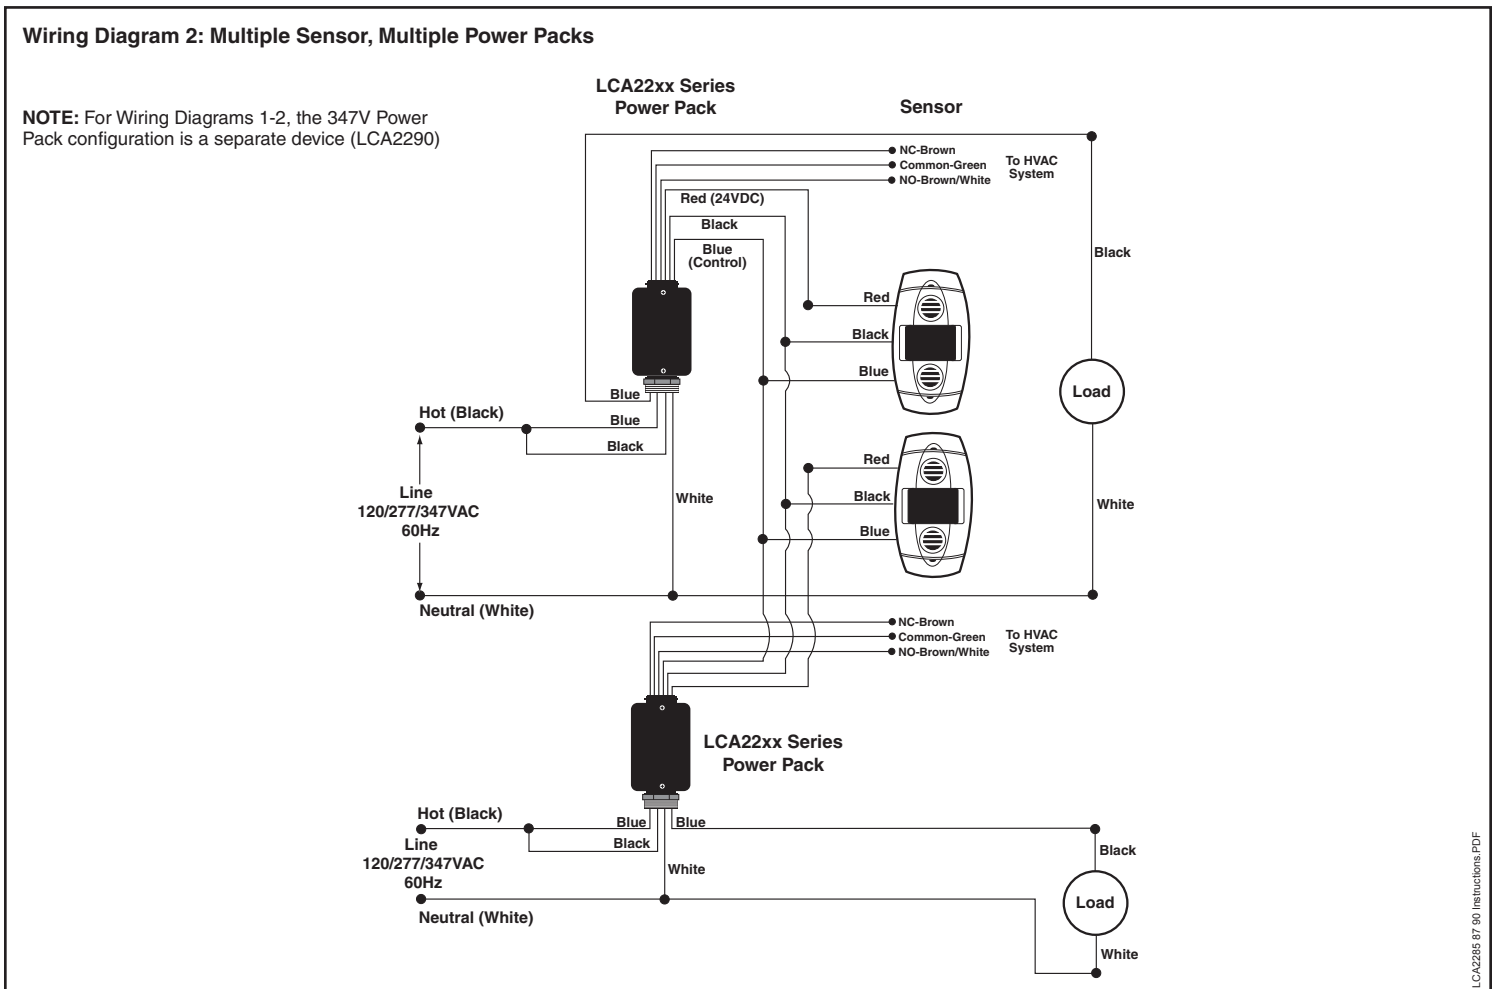 Wiring Diagram 2: Multiple Sensor, Multiple Power Packs
NOTE: For Wiring Diagrams 1-2, the 347V Power
Pack configuration is a separate device (LCA2290)
LCA22xx Series
Power Pack
Sensor
NC-Brown
Common-Green
NO-Brown/White
To HVAC
System
Red (24VDC)
Black
Blue
(Control)
Black
Red
Black
Blue
Load
Blue
Hot (Black)
Blue
Black
Red
Black
Blue
White
White
Line
120/277/347VAC
60Hz
Neutral (White)
NC-Brown
Common-Green
NO-Brown/White
To HVAC
System
LCA22xx Series
Power Pack
Hot (Black)
Blue
Blue
Black
Line
120/277/347VAC
60Hz
White
Black
Load
Neutral (White)
White
LCA2285 87 90 Instructions.PDF